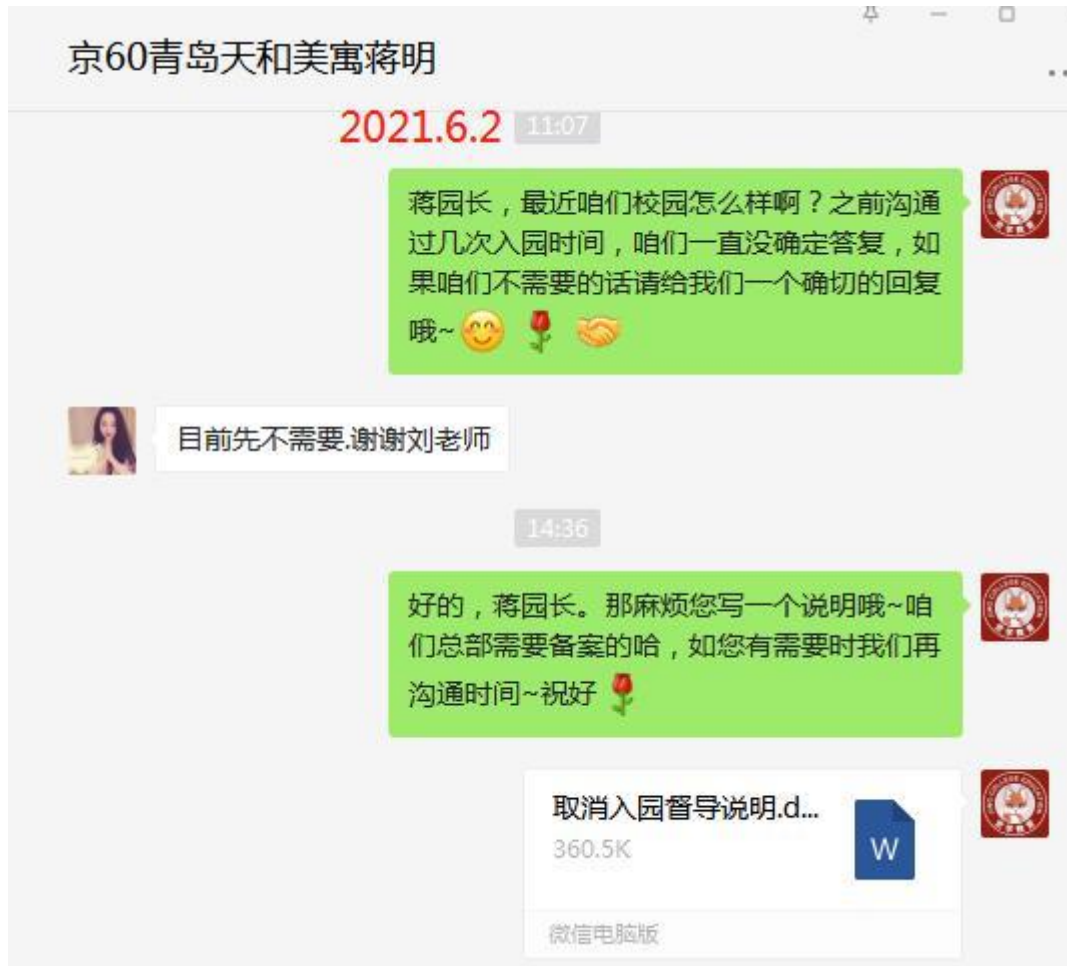 京60青岛天和美寓蒋明
2021.6.2 11:07
蒋园长，最近咱们校园怎么样啊？之前沟通
过几次入园时间，咱们一直没确定答复，如
果咱们不需要的话请给我们一个确切的回复
哦~
目前先不需要.谢谢刘老师
14:36
好的，蒋园长。那麻烦您写一个说明哦~咱
们总部需要备案的哈，如您有需要时我们再
沟通时间~祝好
取消入园督导说明.d...
360.5K
W
微信电脑版